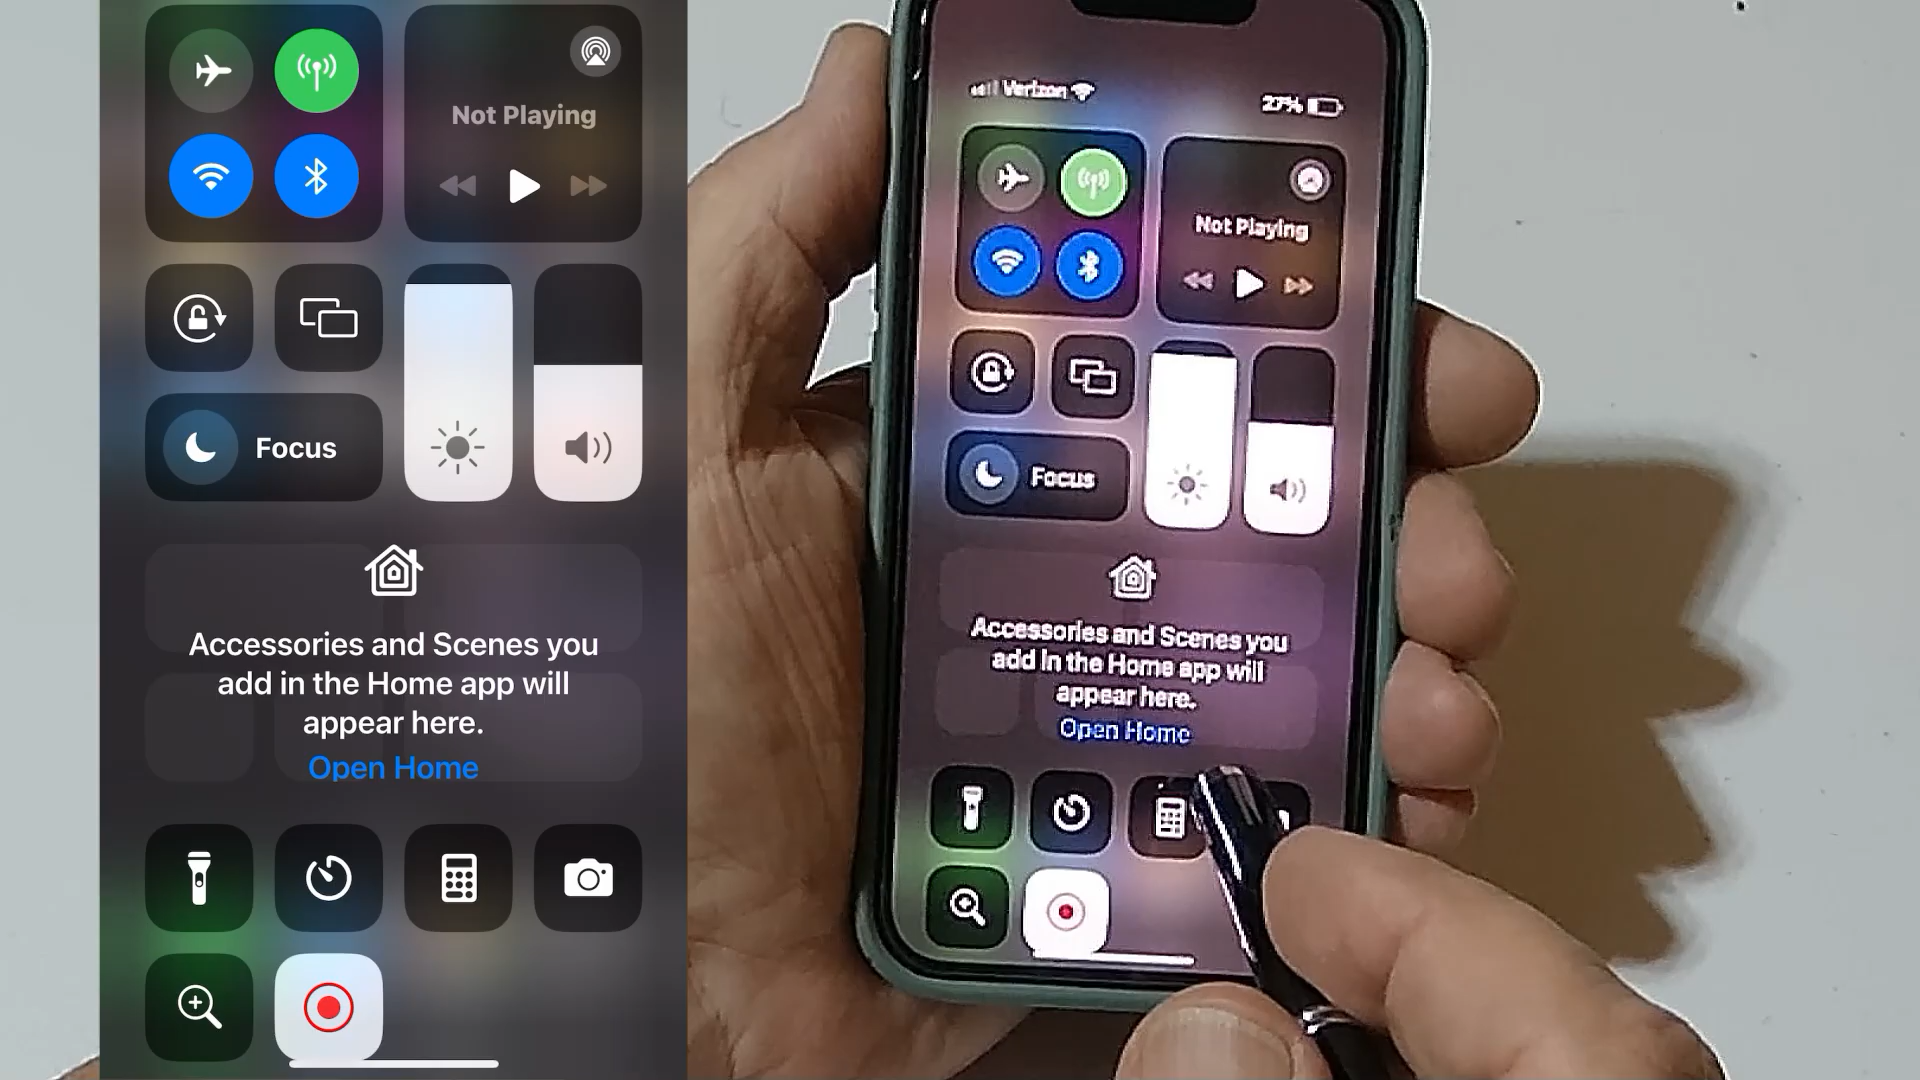 Not Playing
Focus
Accessories and Scenes you
add in the Home app will
appear here.
Open Home
Verizon
27%
Not Playing
Focus
Accessories and Scenes you
add in the Home app will
appear here.
Open Home